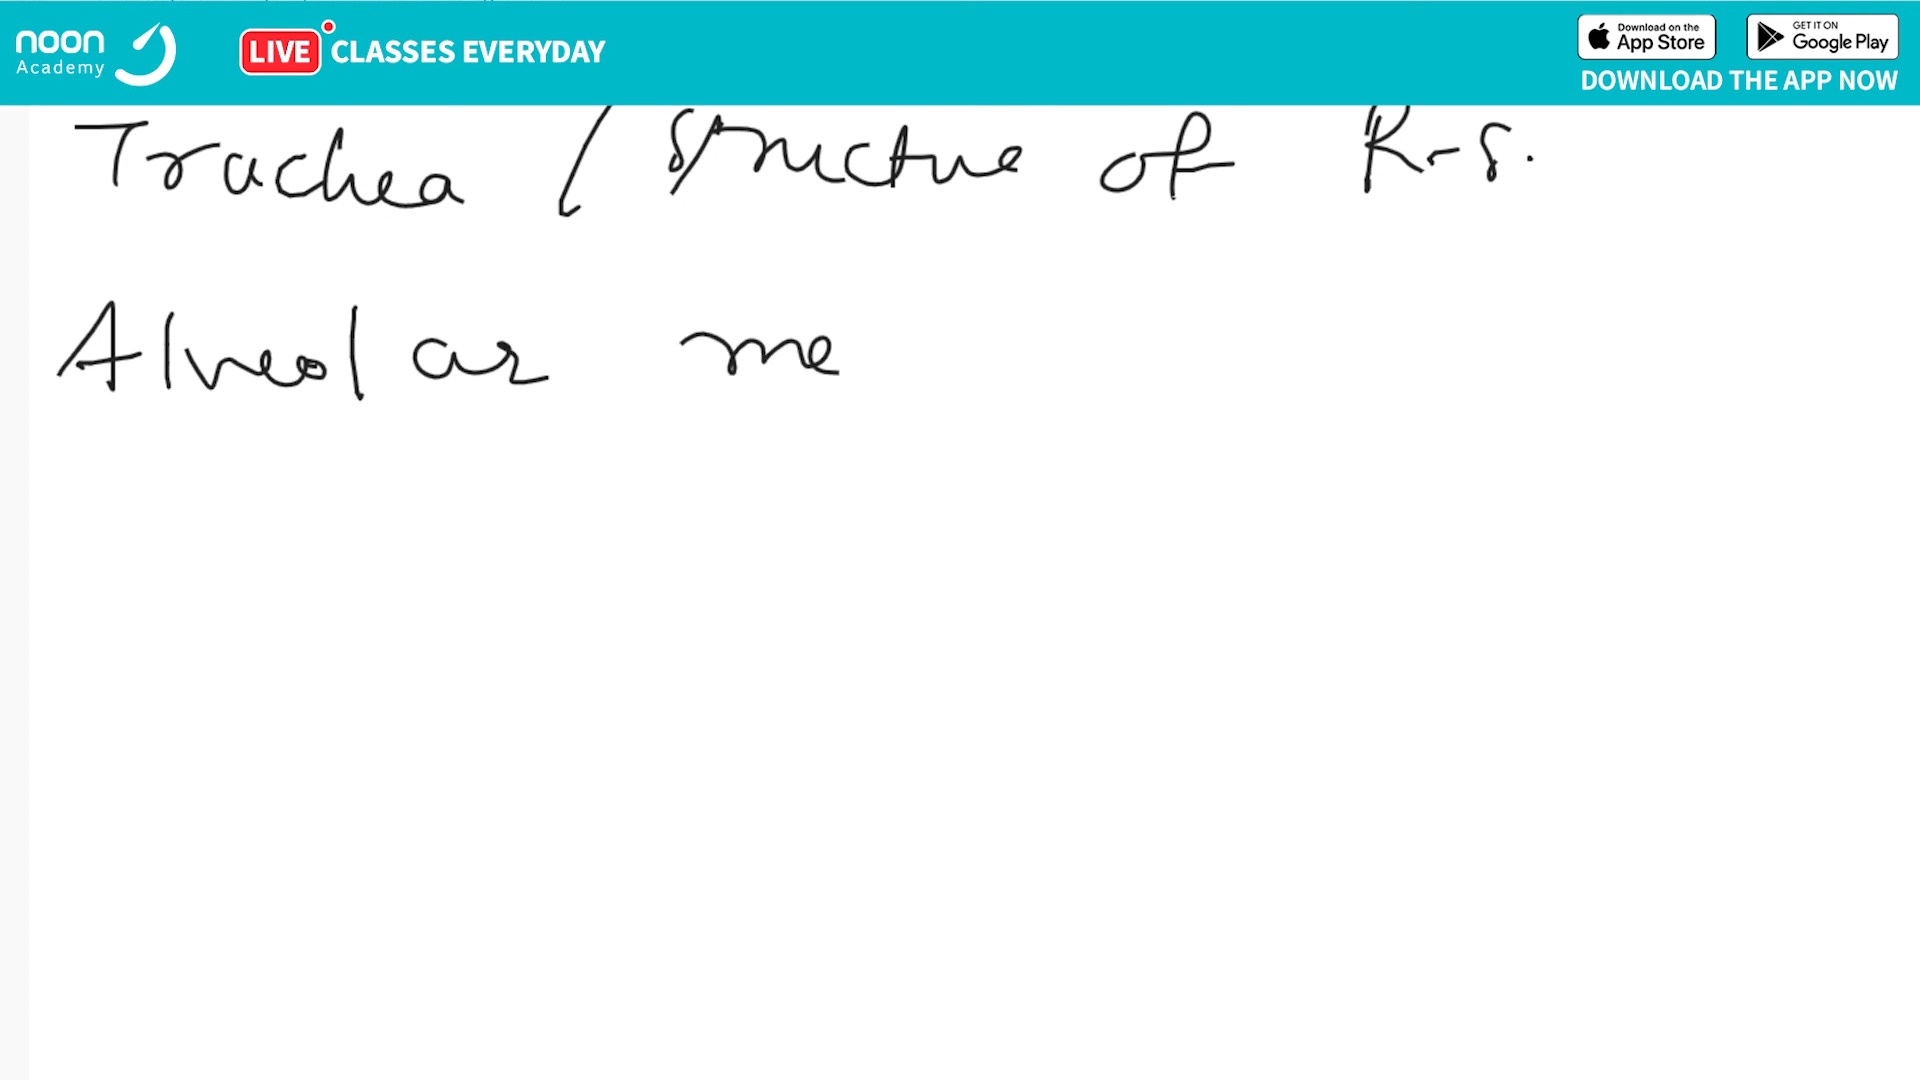 noon
Academy
LIVE CLASSES EVERYDAY
Download on the
App Store
GET IT ON
Google Play
DOWNLOAD THE APP NOW
Trachea / structure of R-s.
Alveolar me